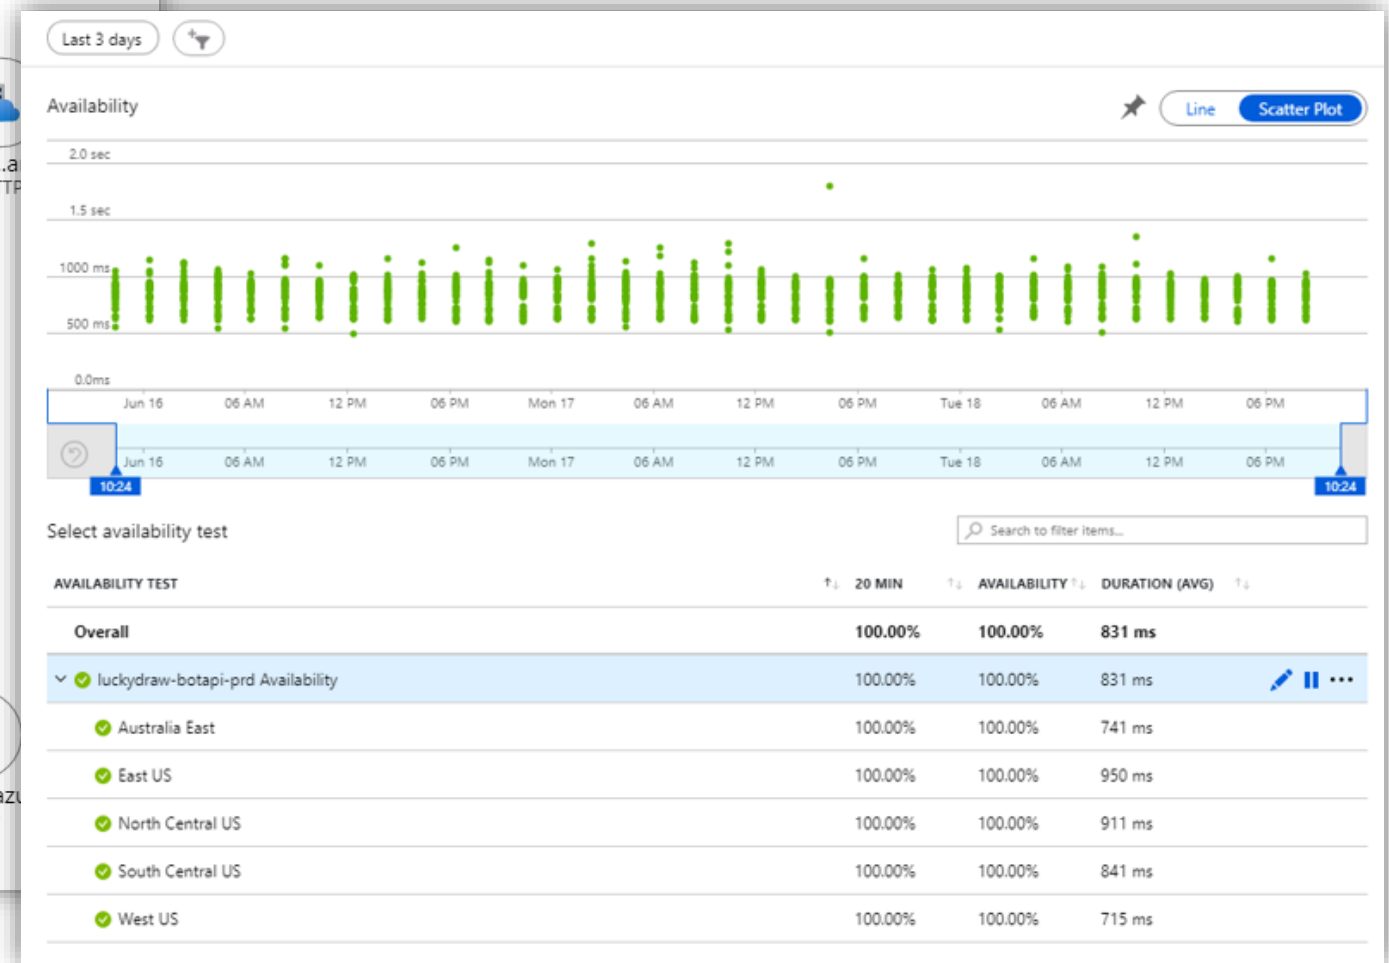 Last 3 days
Availability
Line Scatter Plot
2.0 sec
1.5 sec
1000 ms
500 ms
0.0ms
Jun 16 06 AM 12 PM 06 PM Mon 17 06 AM 12 PM 06 PM Tue 18 06 AM 12 PM 06 PM
Jun 16 06 AM 12 PM 06 PM Mon 17 06 AM 12 PM 06 PM Tue 18 06 AM 12 PM 06 PM
10:24 10:24
Select availability test
Search to filter items...
AVAILABILITY TEST 20 MIN AVAILABILITY DURATION (AVG)
Overall 100.00% 100.00% 831 ms
luckydraw-botapi-prd Availability 100.00% 100.00% 831 ms
Australia East 100.00% 100.00% 741 ms
East US 100.00% 100.00% 950 ms
North Central US 100.00% 100.00% 911 ms
South Central US 100.00% 100.00% 841 ms
West US 100.00% 100.00% 715 ms